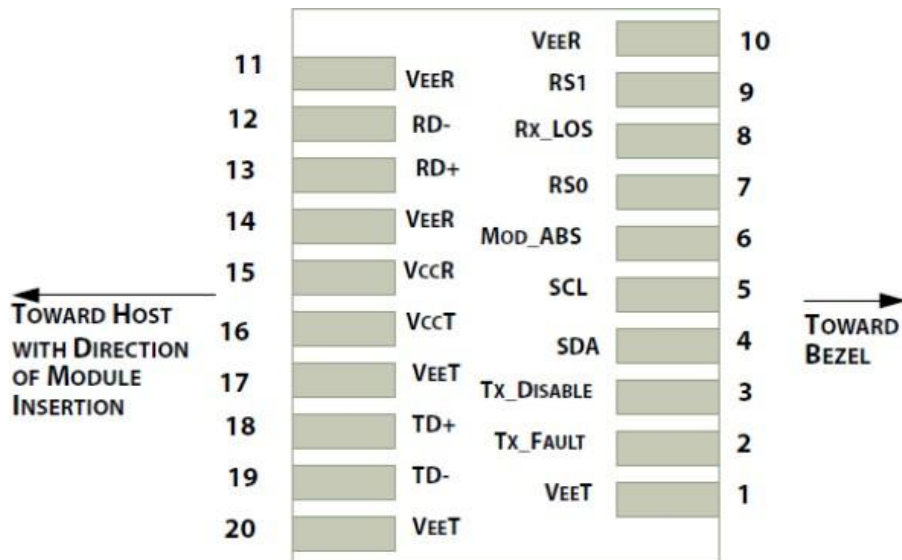 11 VEER
12 RD-
13 RD+
14 VEER
15 VCCR
16 VCCT
17 VEET
18 TD+
19 TD-
20 VEET
VEER 10
RS1 9
RX_LOS 8
RS0 7
MOD_ABS 6
SCL 5
SDA 4
TX_DISABLE 3
TX_FAULT 2
VEET 1
TOWARD HOST
WITH DIRECTION
OF MODULE
INSERTION
TOWARD
BEZEL